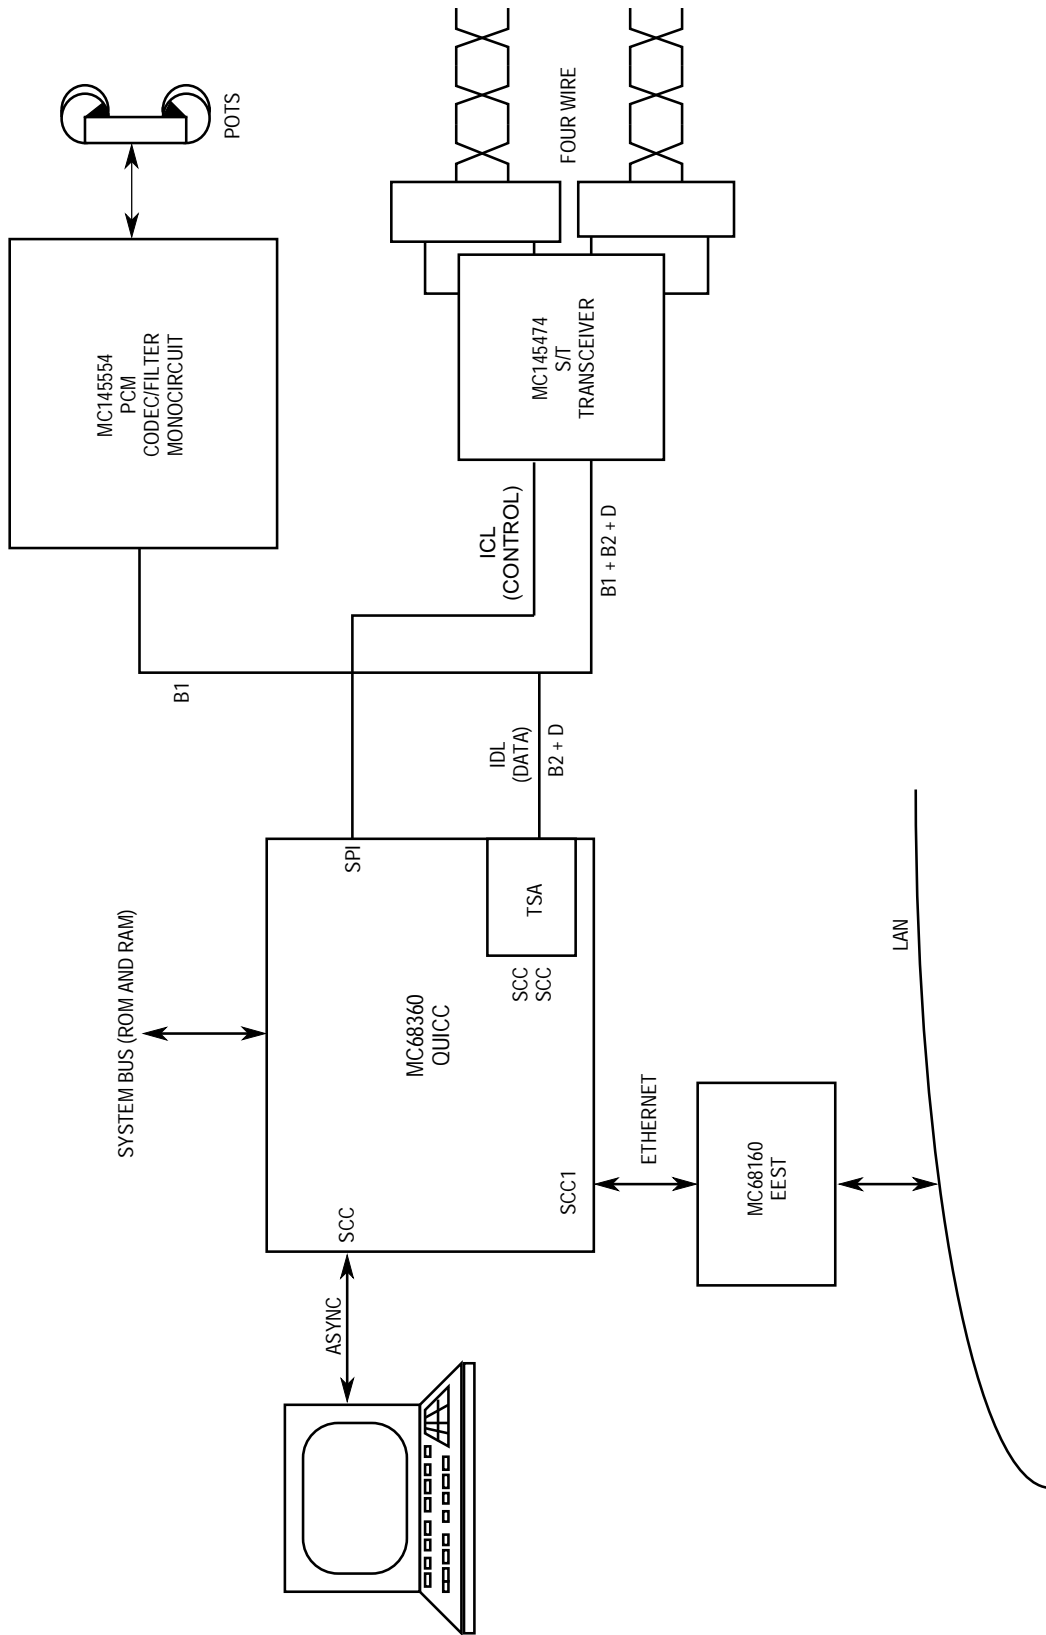 SYSTEM BUS (ROM AND RAM)
MC145554
PCM
CODEC/FILTER
MONOCIRCUIT
POTS
B1
ASYNC
SCC
MC68360
QUICC
SPI
SCC
SCC
TSA
IDL
(DATA)
B2 + D
ICL
(CONTROL)
B1 + B2 + D
MC145474
S/T
TRANSCEIVER
FOUR WIRE
SCC1
ETHERNET
MC68160
EEST
LAN